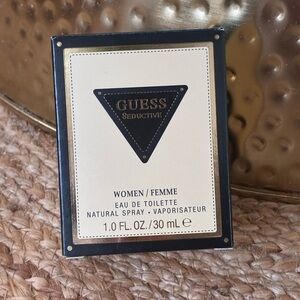 GUESS
SEDUCTIVE
WOMEN / FEMME
EAU DE TOILETTE
NATURAL SPRAY • VAPORISATEUR
1.0 FL. OZ. / 30 mL ℮